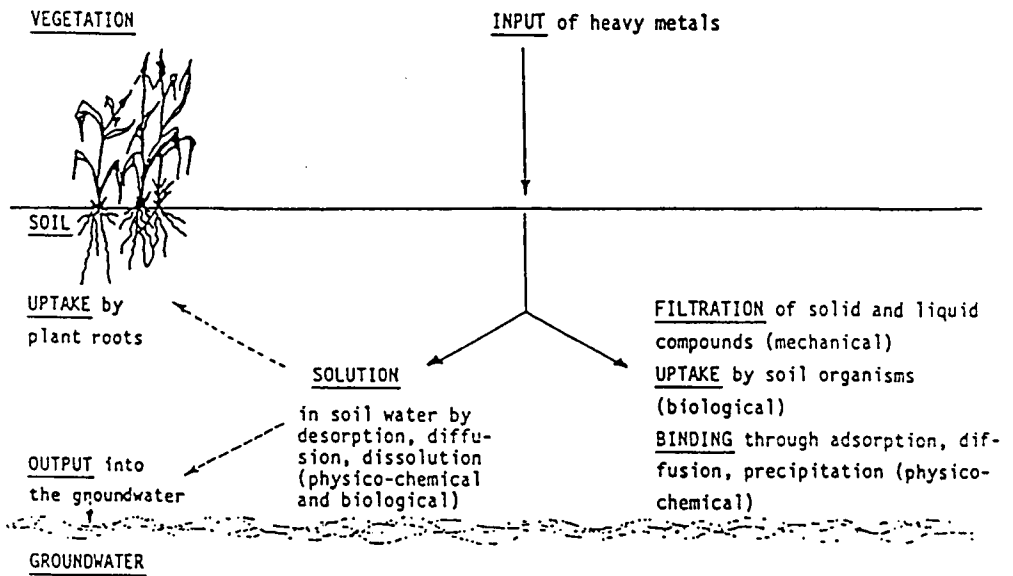 VEGETATION
INPUT of heavy metals
SOIL
UPTAKE by
plant roots
SOLUTION
in soil water by
desorption, diffu-
sion, dissolution
(physico-chemical
and biological)
FILTRATION of solid and liquid
compounds (mechanical)
UPTAKE by soil organisms
(biological)
BINDING through adsorption, dif-
fusion, precipitation (physico-
chemical)
OUTPUT into
the groundwater
GROUNDWATER